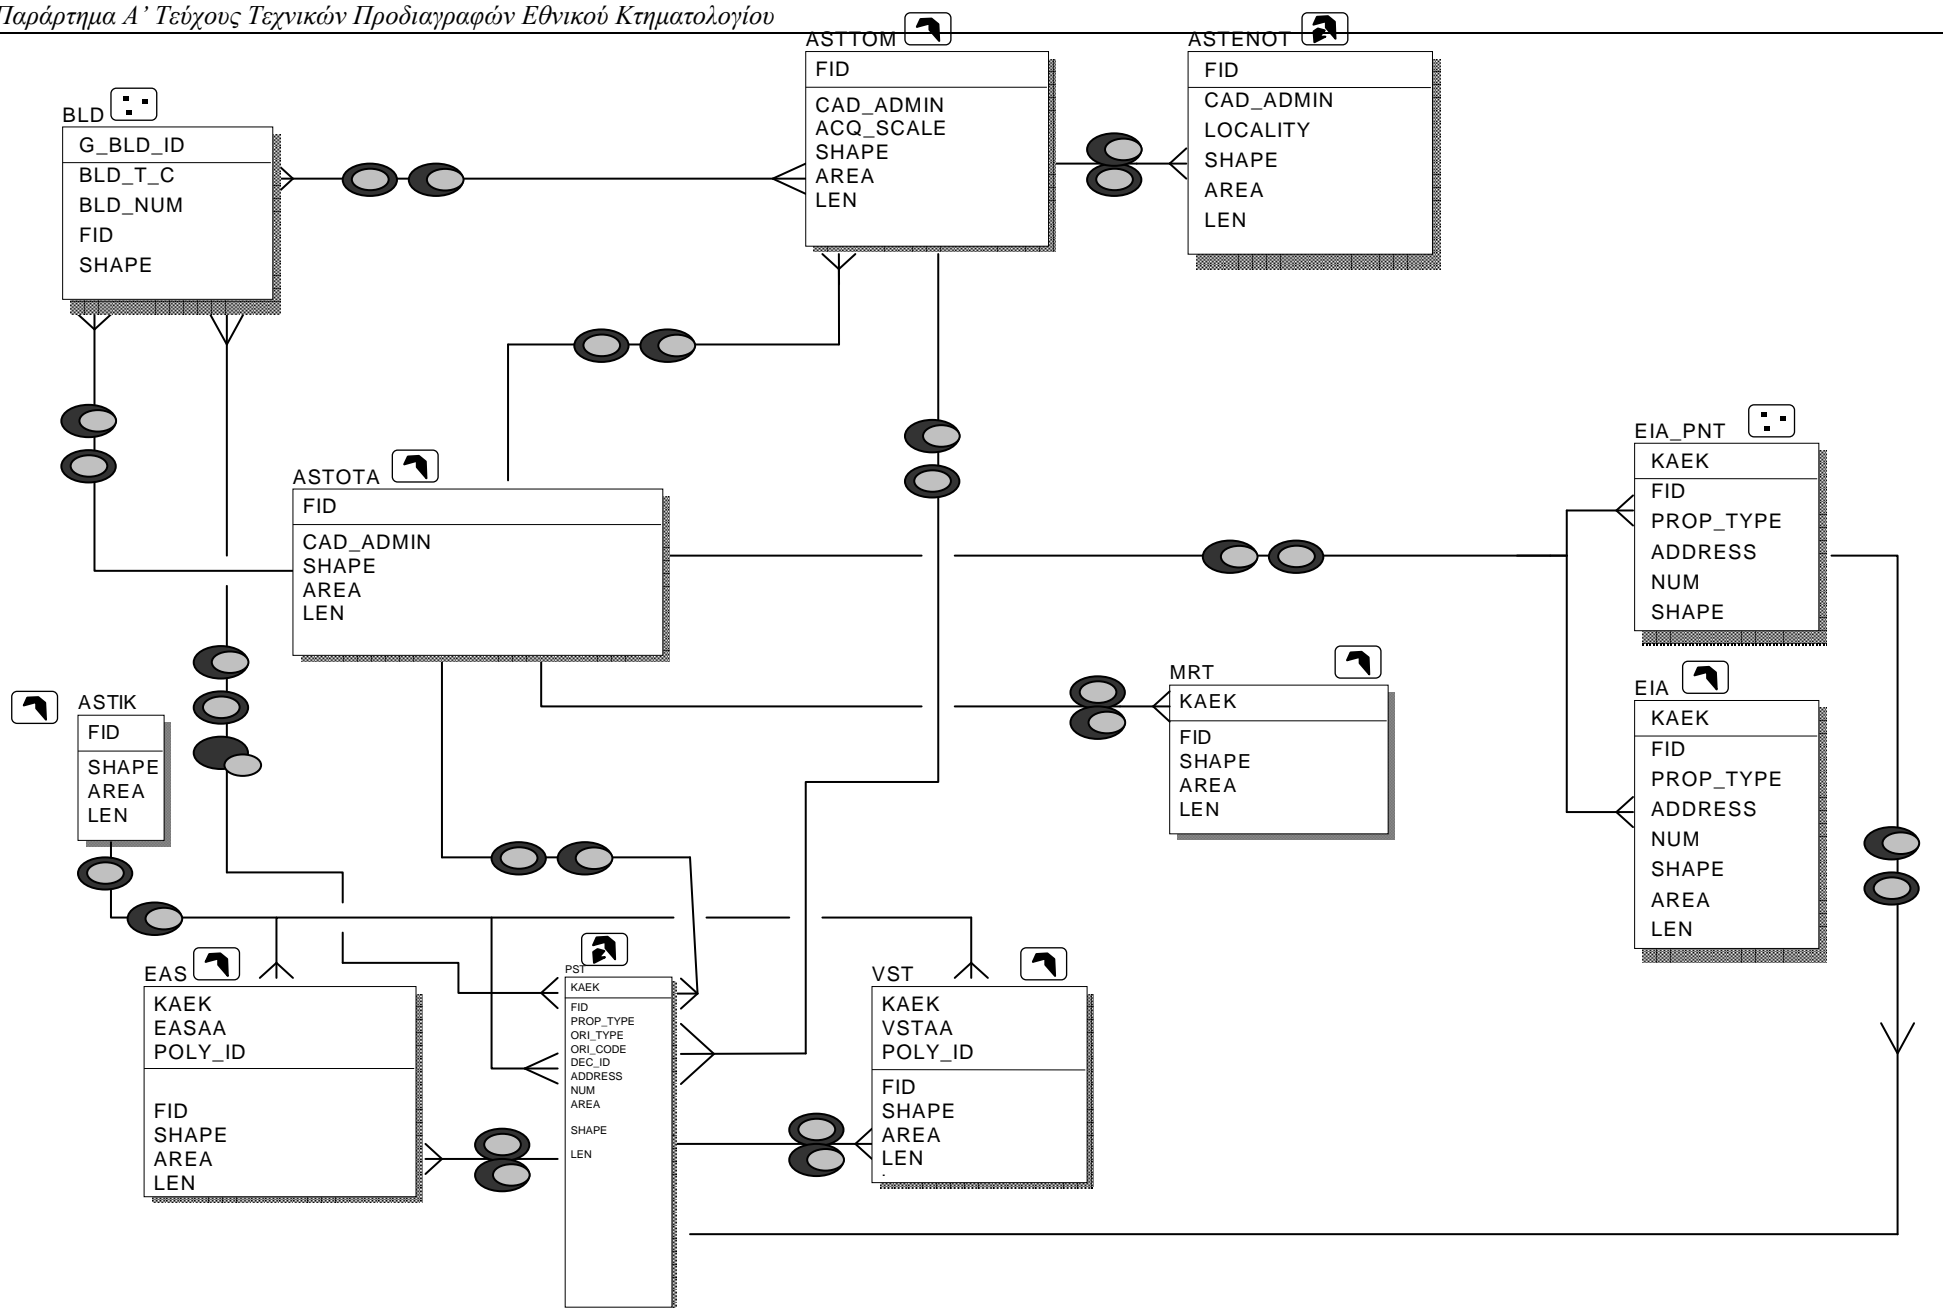 Παράρτημα Α’ Τεύχους Τεχνικών Προδιαγραφών Εθνικού Κτηματολογίου
ASTTOM
FID
CAD_ADMIN
ACQ_SCALE
SHAPE
AREA
LEN
ASTENOT
FID
CAD_ADMIN
LOCALITY
SHAPE
AREA
LEN
BLD
G_BLD_ID
BLD_T_C
BLD_NUM
FID
SHAPE
ASTOTA
FID
CAD_ADMIN
SHAPE
AREA
LEN
EIA_PNT
KAEK
FID
PROP_TYPE
ADDRESS
NUM
SHAPE
MRT
KAEK
FID
SHAPE
AREA
LEN
EIA
KAEK
FID
PROP_TYPE
ADDRESS
NUM
SHAPE
AREA
LEN
ASTIK
FID
SHAPE
AREA
LEN
EAS
KAEK
EASAA
POLY_ID
FID
SHAPE
AREA
LEN
PST
KAEK
FID
PROP_TYPE
ORI_TYPE
ORI_CODE
DEC_ID
ADDRESS
NUM
AREA
SHAPE
LEN
VST
KAEK
VSTAA
POLY_ID
FID
SHAPE
AREA
LEN
.